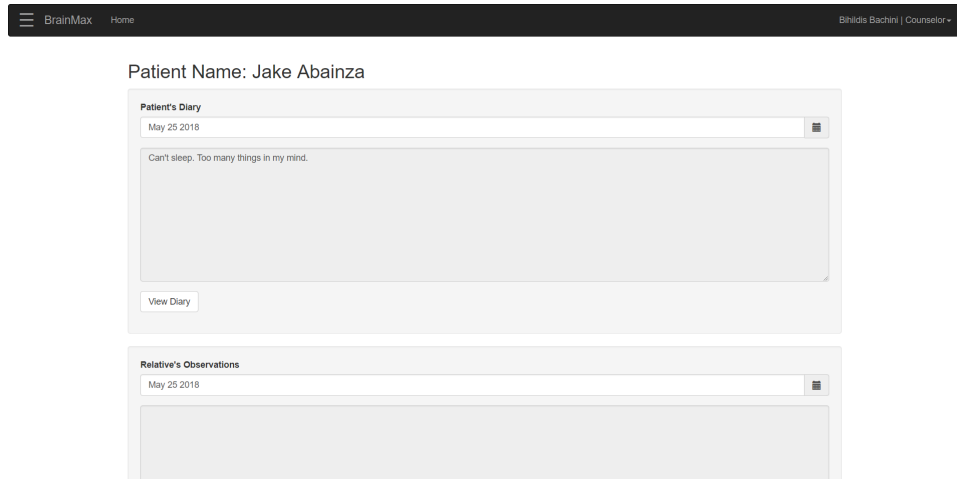 BrainMax Home Bihildis Bachini | Counselor
Patient Name: Jake Abainza
Patient's Diary
May 25 2018
Can't sleep. Too many things in my mind.
View Diary
Relative's Observations
May 25 2018